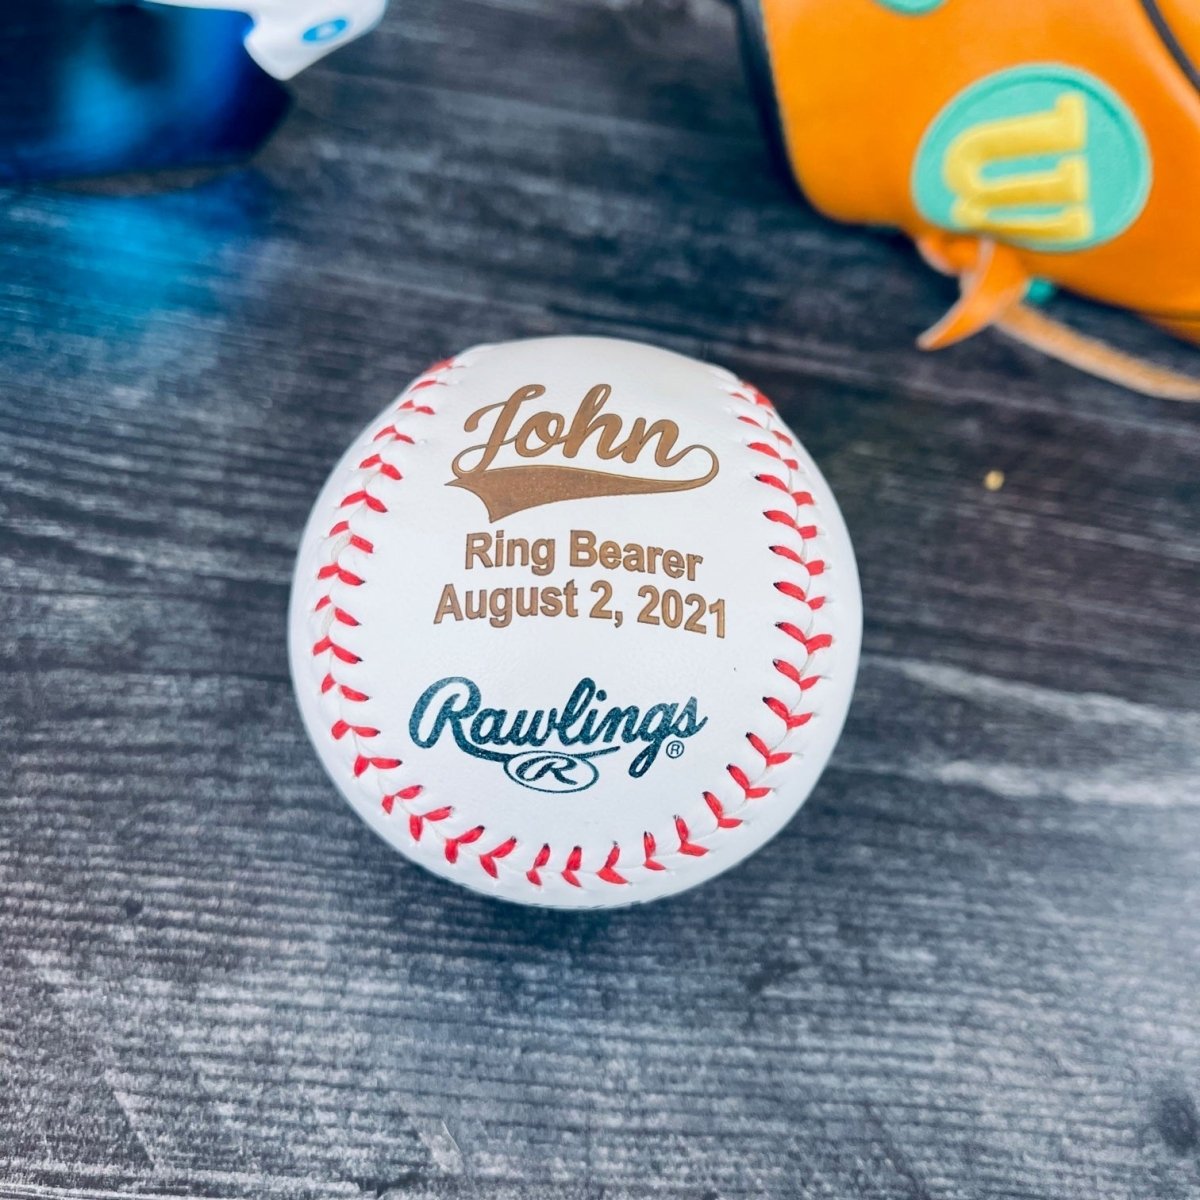 John
Ring Bearer
August 2, 2021
Rawlings®
R
W